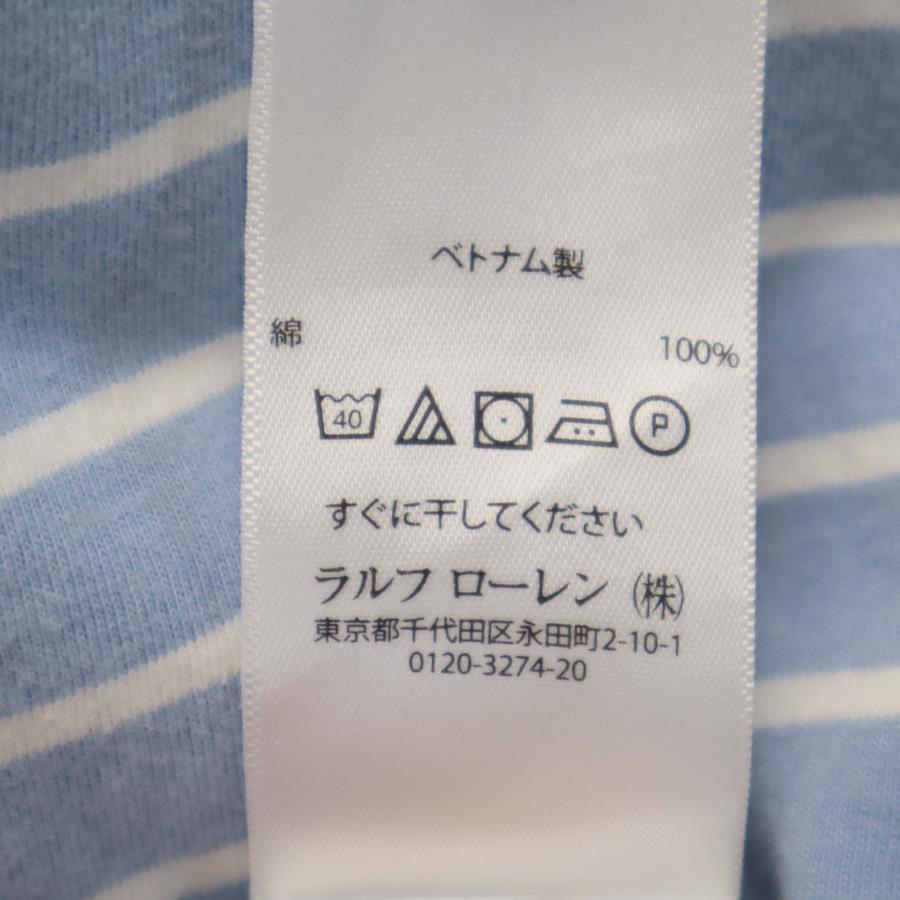 ベトナム製
綿 100%
40
P
すぐに干してください
ラルフ ローレン ㈱
東京都千代田区永田町2-10-1
0120-3274-20